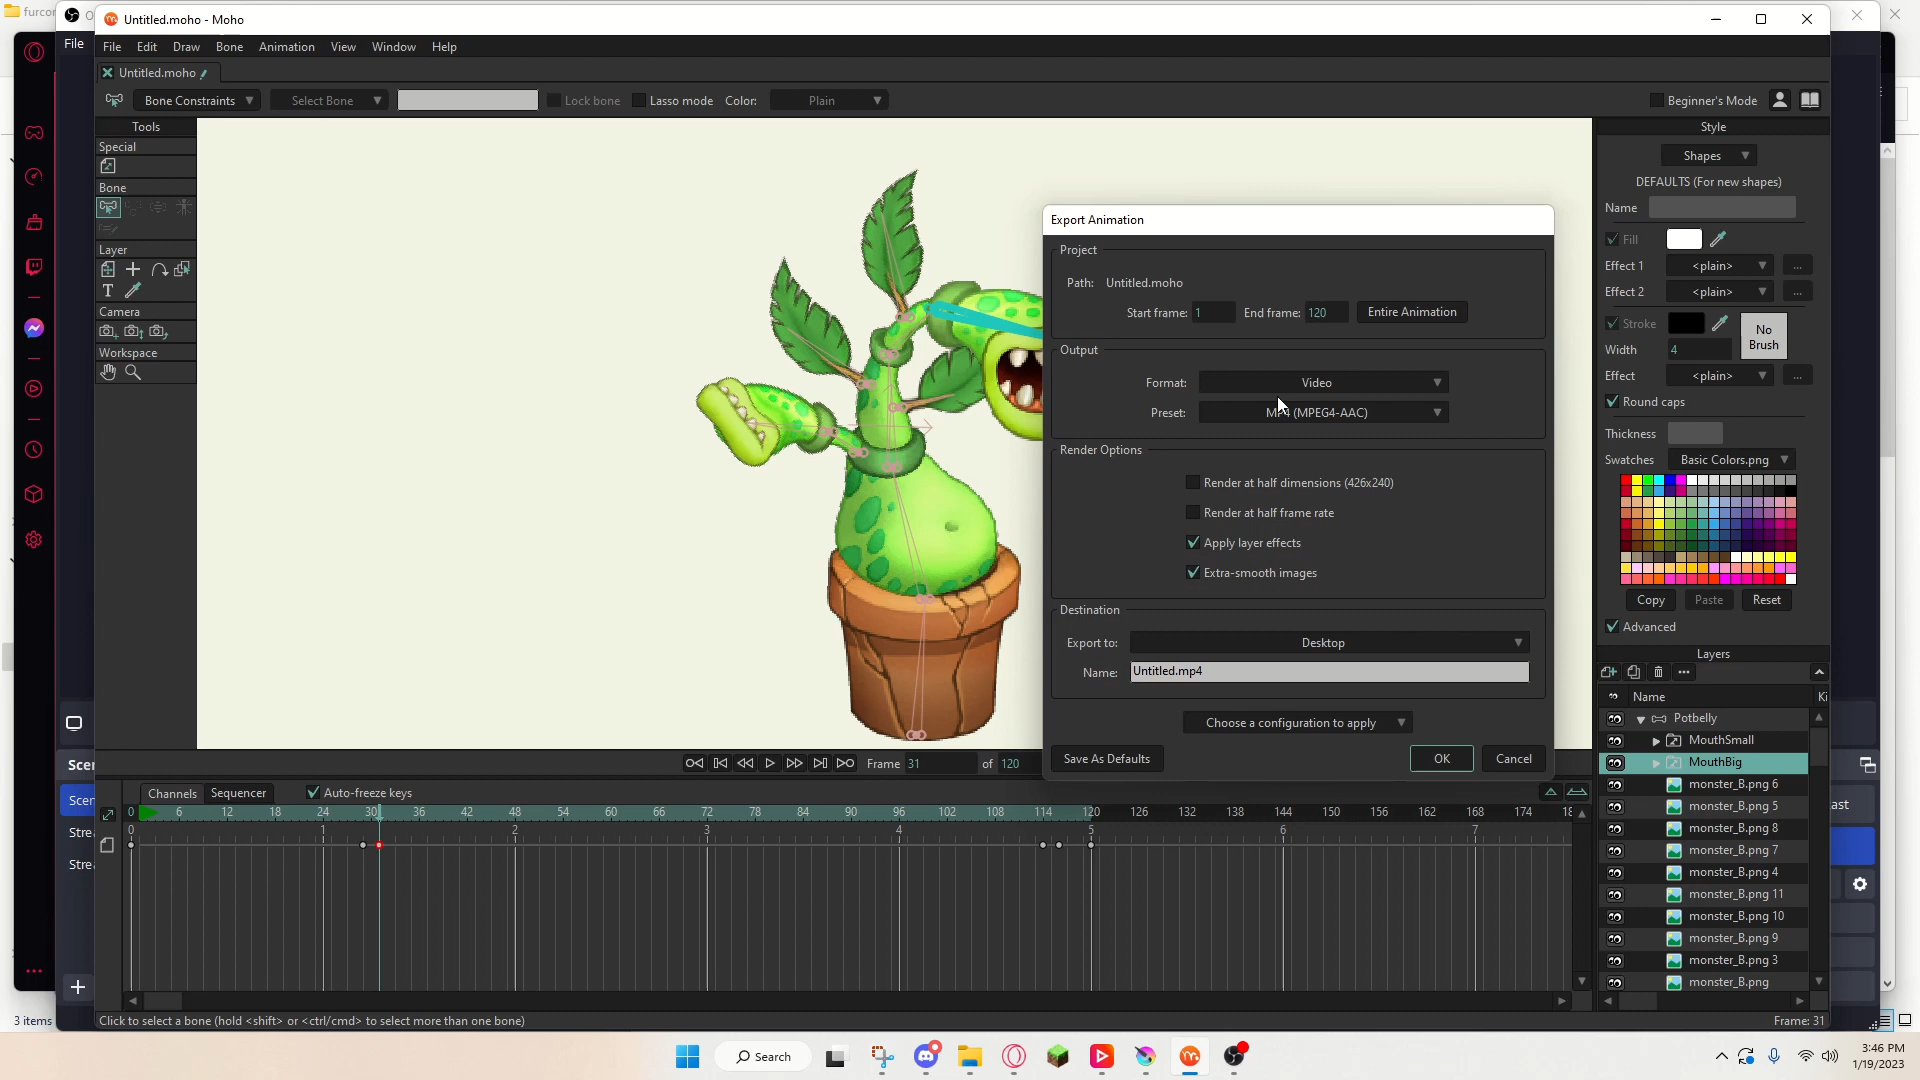 furcor
File
Untitled.moho - Moho
File Edit Draw Bone Animation View Window Help
Untitled.moho
Bone Constraints Select Bone Lock bone Lasso mode Color: Plain Beginner's Mode
Tools
Special
Bone
Layer
T
Camera
Workspace
Export Animation
Project
Path: Untitled.moho
Start frame: 1 End frame: 120 Entire Animation
Output
Format: Video
Preset: MP4 (MPEG4-AAC)
Render Options
Render at half dimensions (426x240)
Render at half frame rate
Apply layer effects
Extra-smooth images
Destination
Export to: Desktop
Name: Untitled.mp4
Choose a configuration to apply
Save As Defaults OK Cancel
Style
Shapes
DEFAULTS (For new shapes)
Name
Fill
Effect 1 <plain> ...
Effect 2 <plain> ...
Stroke No Brush
Width 4
Effect <plain> ...
Round caps
Thickness
Swatches Basic Colors.png
Copy Paste Reset
Advanced
Layers
Name Ki
Potbelly
MouthSmall
MouthBig
monster_B.png 6
monster_B.png 5
monster_B.png 8
monster_B.png 7
monster_B.png 4
monster_B.png 11
monster_B.png 10
monster_B.png 9
monster_B.png 3
monster_B.png
Frame 31 of 120
Channels Sequencer Auto-freeze keys
0 6 12 18 24 30 36 42 48 54 60 66 72 78 84 90 96 102 108 114 120 126 132 138 144 150 156 162 168 174 18
0 1 2 3 4 5 6 7
Scen
Scen
Strea
Strea
ast
3 items
Click to select a bone (hold <shift> or <ctrl/cmd> to select more than one bone) Frame: 31
Search
3:46 PM
1/19/2023